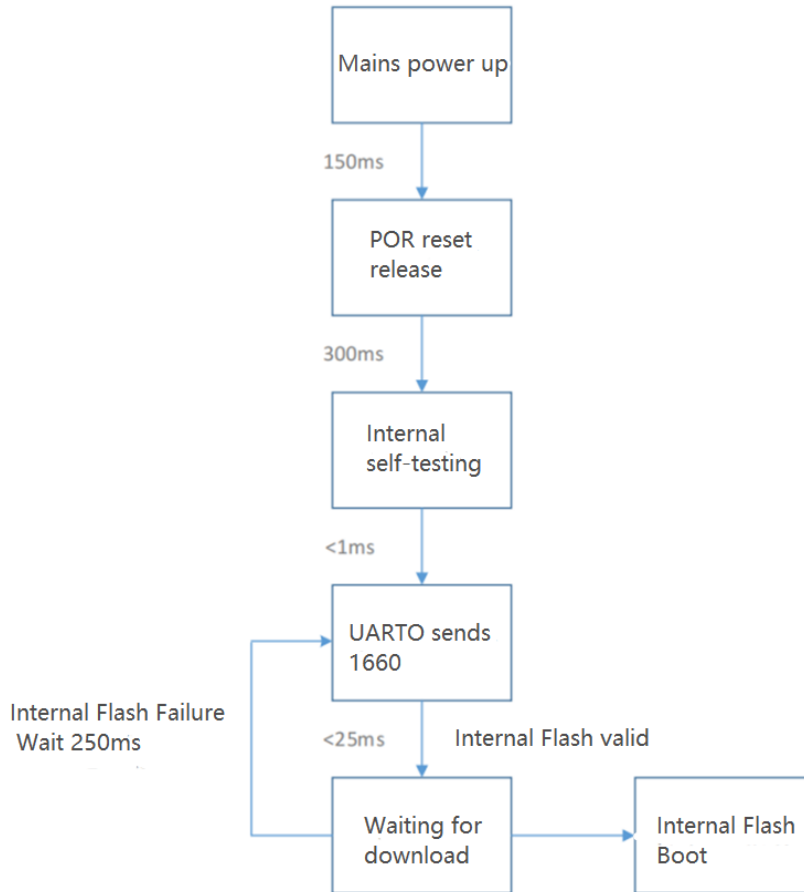 Mains power up
150ms
POR reset
release
300ms
Internal
self-testing
<1ms
UARTO sends
1660
Internal Flash Failure
Wait 250ms
<25ms
Internal Flash valid
Waiting for
download
Internal Flash
Boot